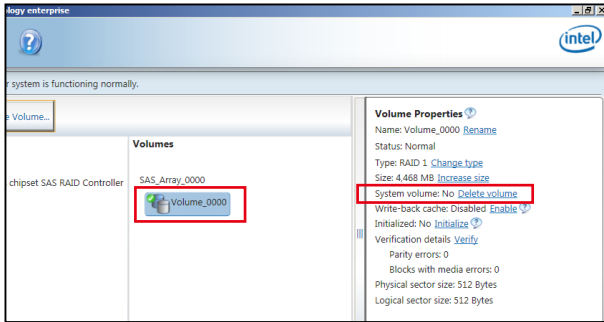 ology enterprise
intel
r system is functioning normally.
e Volume...
Volumes
chipset SAS RAID Controller
SAS_Array_0000
Volume_0000
Volume Properties
Name: Volume_0000 Rename
Status: Normal
Type: RAID 1 Change type
Size: 4,468 MB Increase size
System volume: No Delete volume
Write-back cache: Disabled Enable
Initialized: No Initialize
Verification details Verify
Parity errors: 0
Blocks with media errors: 0
Physical sector size: 512 Bytes
Logical sector size: 512 Bytes